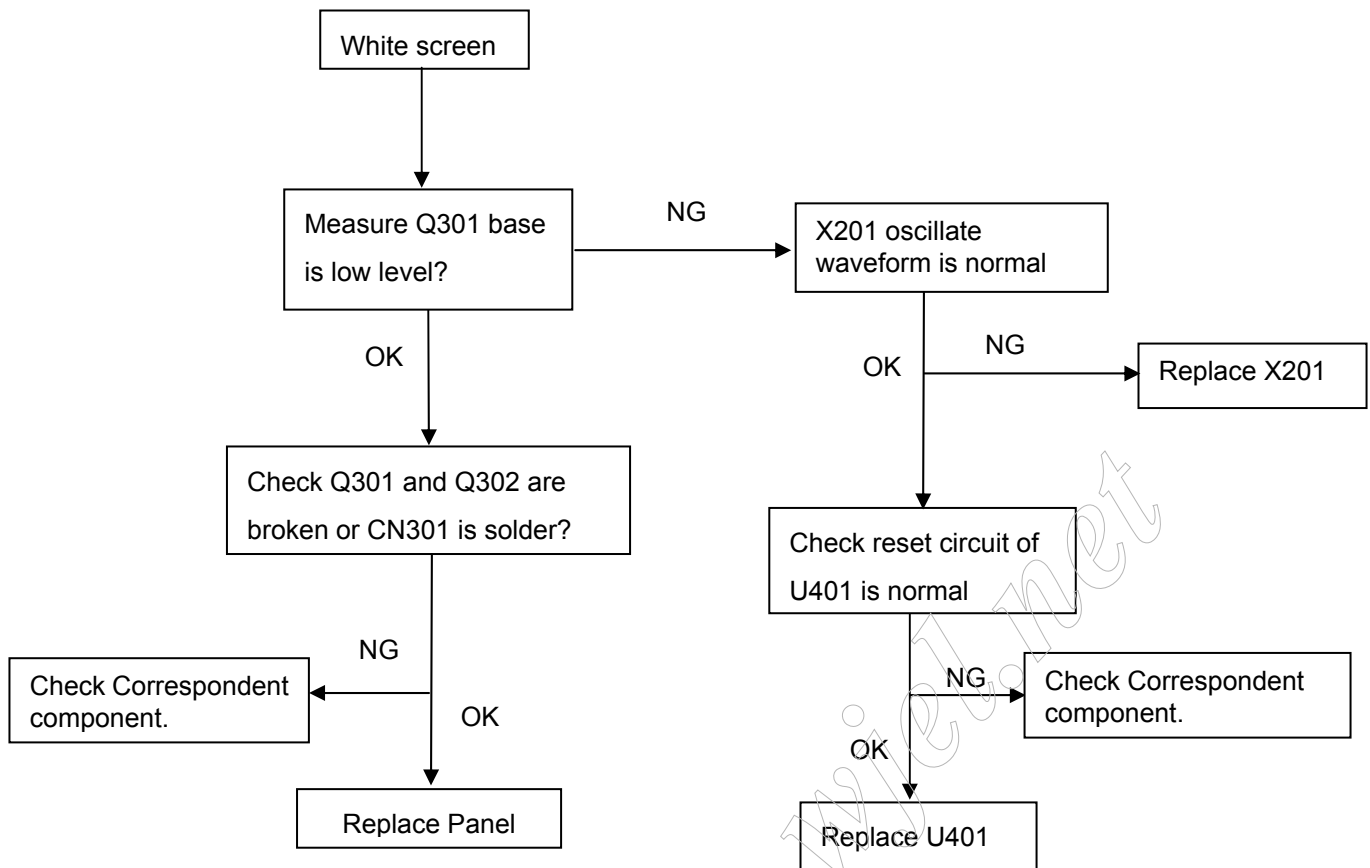 White screen
Measure Q301 base
is low level?
NG
X201 oscillate
waveform is normal
OK
OK
NG
Replace X201
Check Q301 and Q302 are
broken or CN301 is solder?
Check reset circuit of
U401 is normal
NG
Check Correspondent
component.
OK
NG
Check Correspondent
component.
OK
Replace Panel
Replace U401
wjel.net